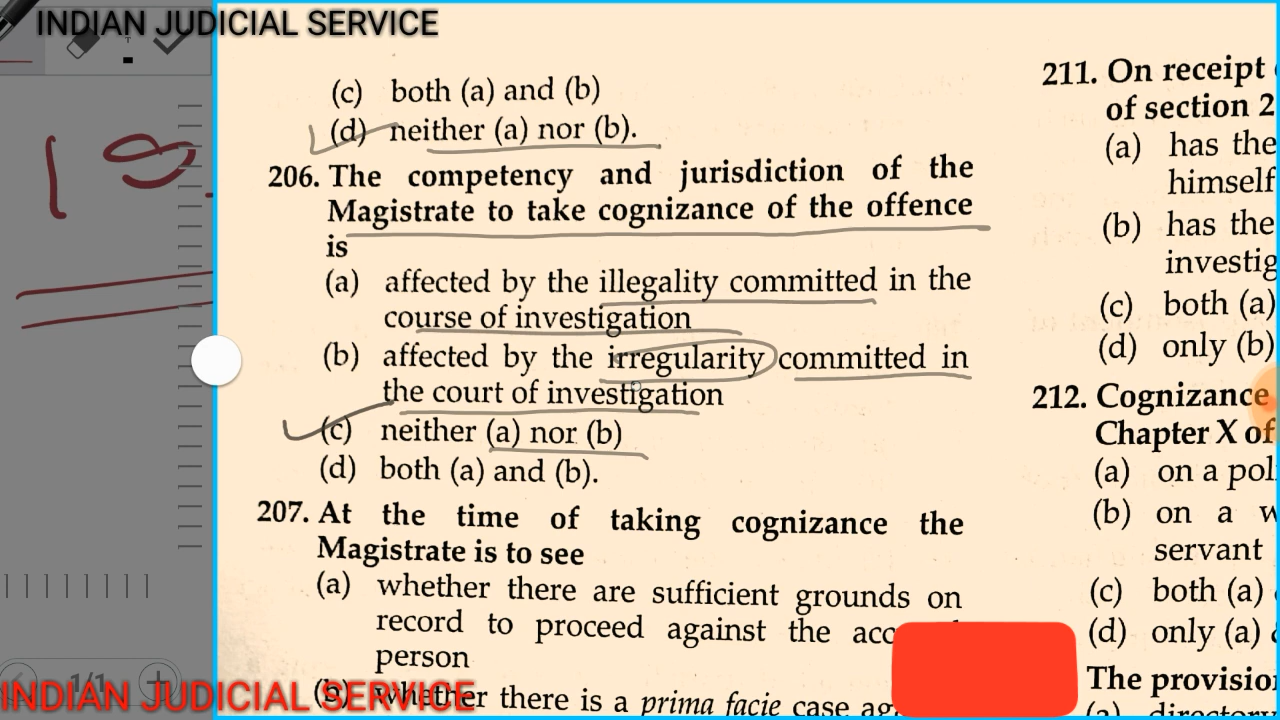 INDIAN JUDICIAL SERVICE
(c) both (a) and (b)
(d) neither (a) nor (b).
206. The competency and jurisdiction of the
Magistrate to take cognizance of the offence
is
(a) affected by the illegality committed in the
course of investigation
(b) affected by the irregularity committed in
the court of investigation
(c) neither (a) nor (b)
(d) both (a) and (b).
207. At the time of taking cognizance the
Magistrate is to see
(a) whether there are sufficient grounds on
record to proceed against the
person
(b) whether there is a prima facie case
211. On receipt
of section 2
(a) has the
himself
(b) has the
investig
(c) both (a)
(d) only (b)
212. Cognizance
Chapter X of
(a) on a pol
(b) on a w
servant
(c) both (a)
(d) only (a)
The provision
(a) directory
1/1
INDIAN JUDICIAL SERVICE